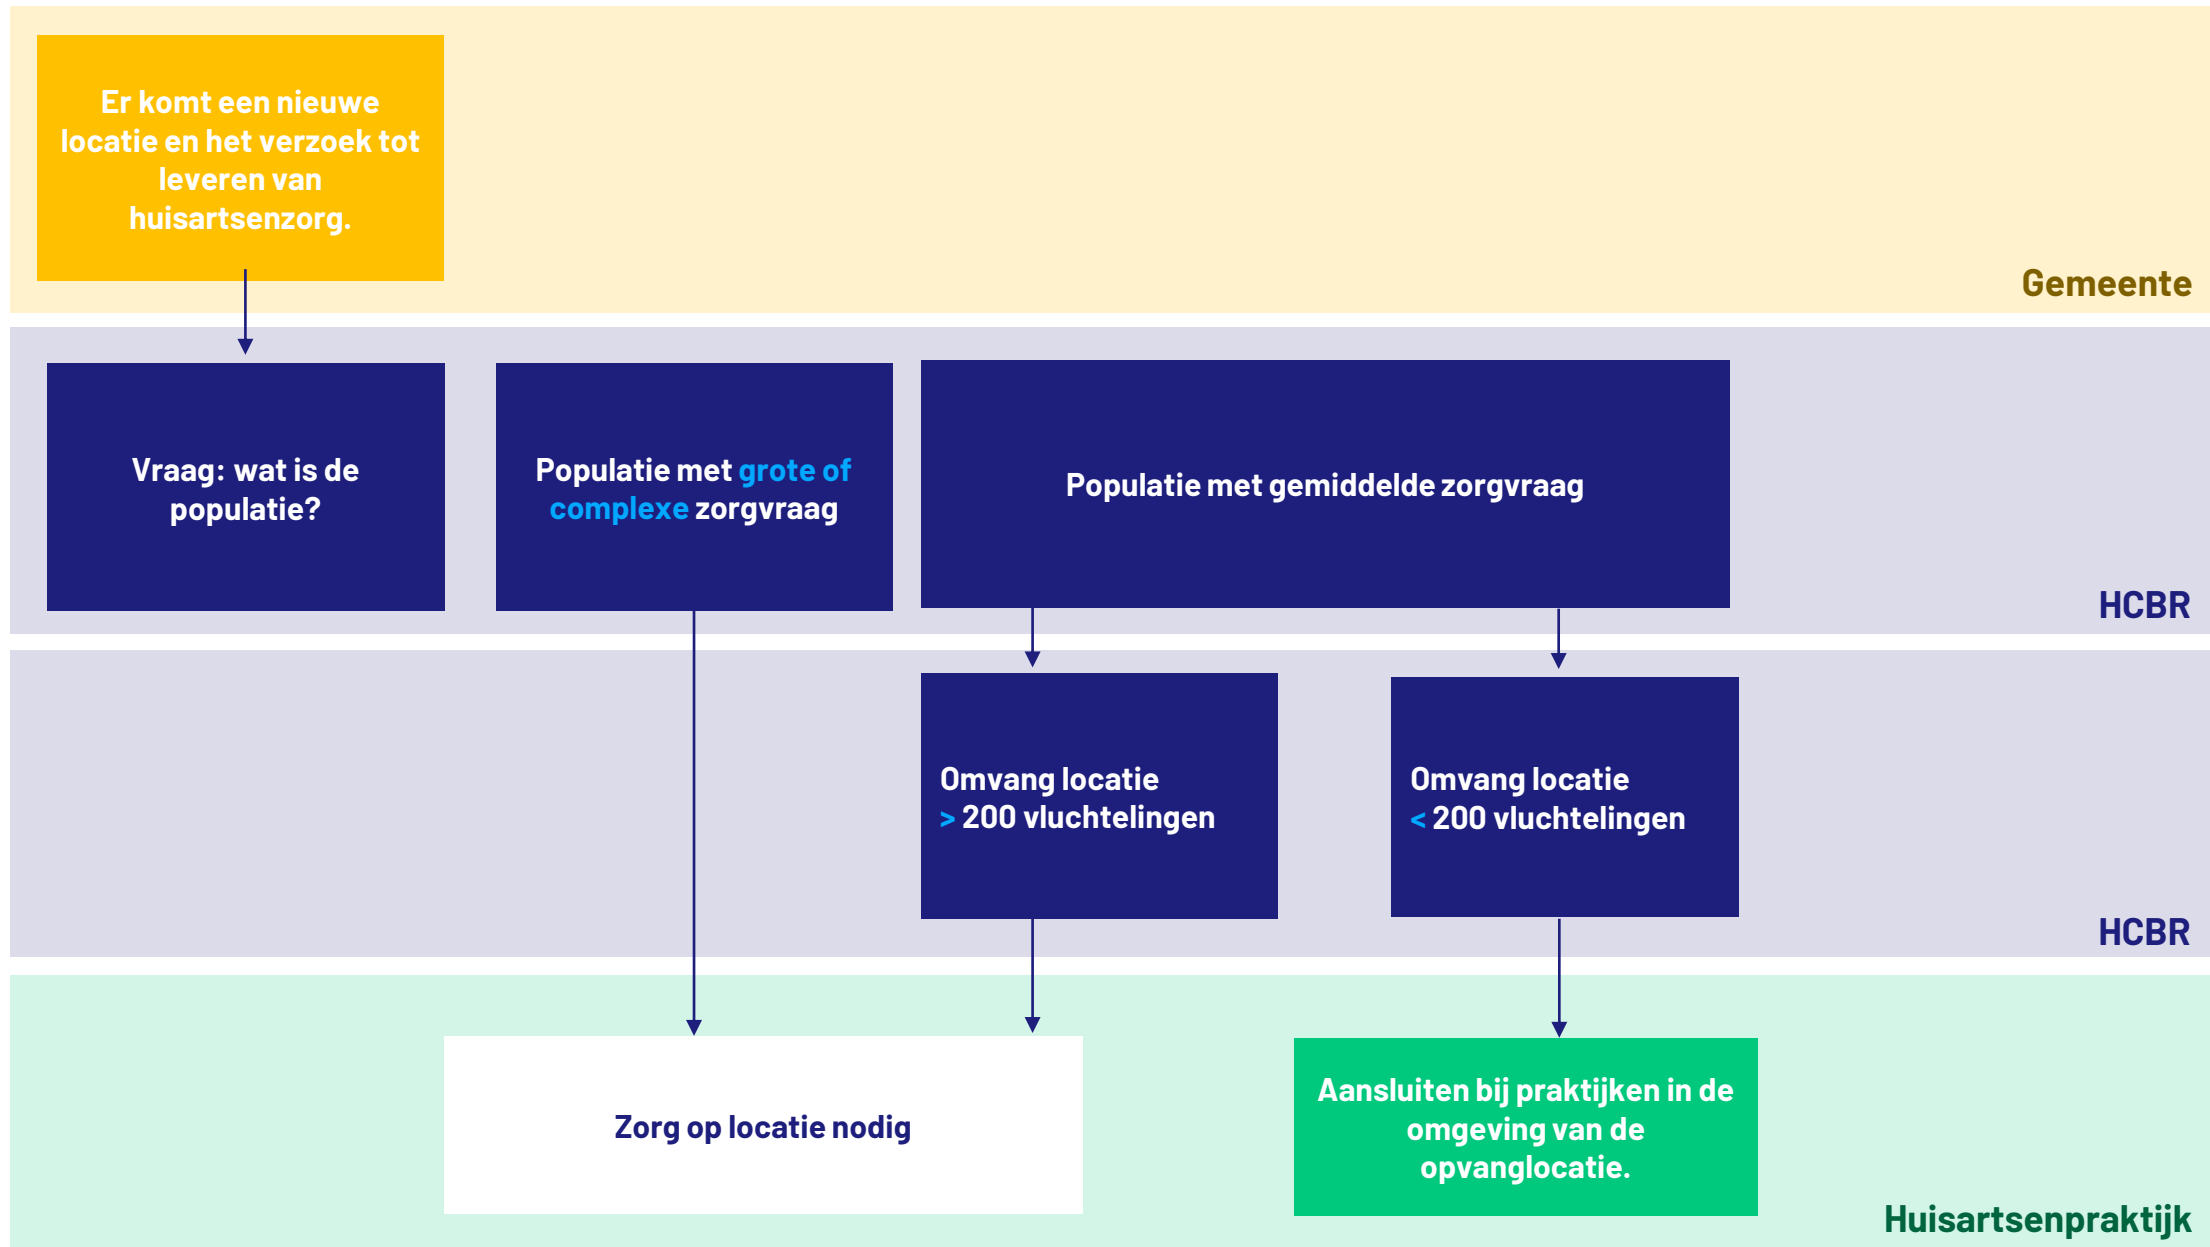 Er komt een nieuwe
locatie en het verzoek tot
leveren van
huisartsenzorg.
Gemeente
Vraag: wat is de
populatie?
Populatie met grote of
complexe zorgvraag
Populatie met gemiddelde zorgvraag
HCBR
Omvang locatie
> 200 vluchtelingen
Omvang locatie
< 200 vluchtelingen
HCBR
Zorg op locatie nodig
Aansluiten bij praktijken in de
omgeving van de
opvanglocatie.
Huisartsenpraktijk